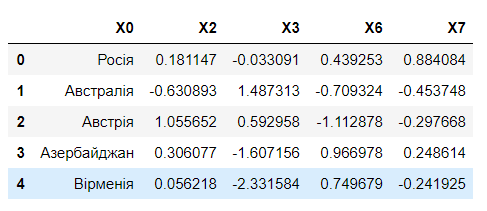 X0 X2 X3 X6 X7
0 Росія 0.181147 -0.033091 0.439253 0.884084
1 Австралія -0.630893 1.487313 -0.709324 -0.453748
2 Австрія 1.055652 0.592958 -1.112878 -0.297668
3 Азербайджан 0.306077 -1.607156 0.966978 0.248614
4 Вірменія 0.056218 -2.331584 0.749679 -0.241925